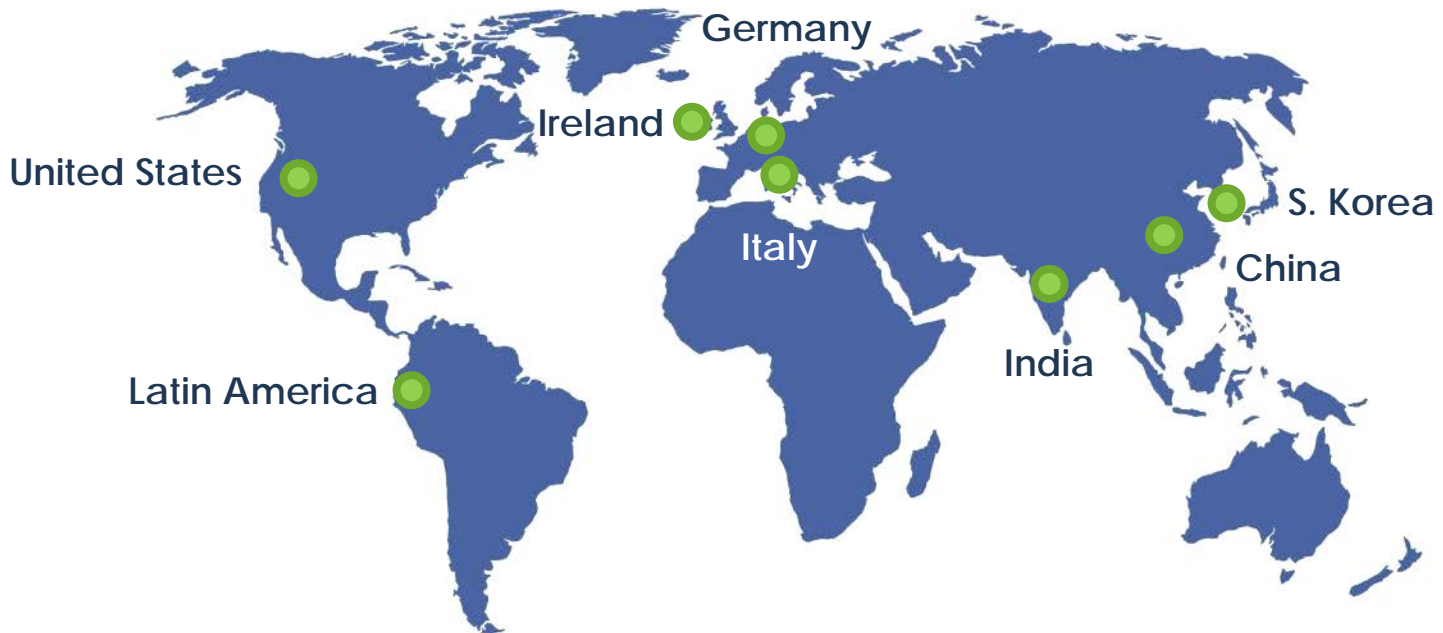 Germany
Ireland
United States
S. Korea
Italy
China
India
Latin America